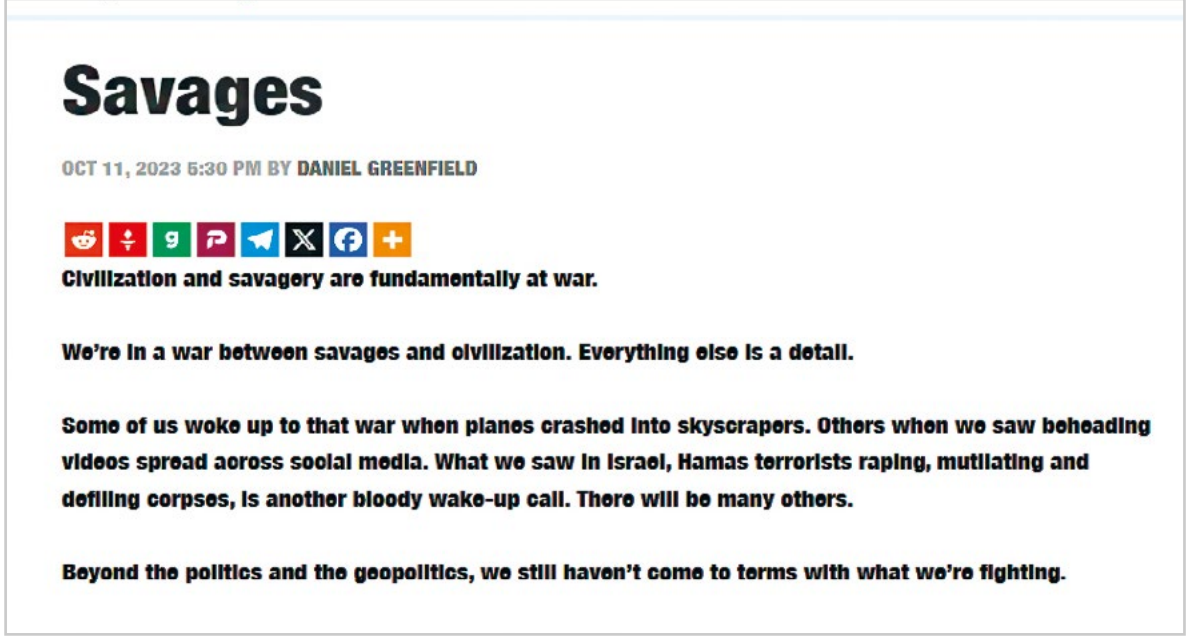 Savages
OCT 11, 2023 5:30 PM BY DANIEL GREENFIELD
Civilization and savagery are fundamentally at war.
We're in a war between savages and civilization. Everything else is a detail.
Some of us woke up to that war when planes crashed into skyscrapers. Others when we saw beheading
videos spread across social media. What we saw in Israel, Hamas terrorists raping, mutilating and
defiling corpses, is another bloody wake-up call. There will be many others.
Beyond the politics and the geopolitics, we still haven't come to terms with what we're fighting.